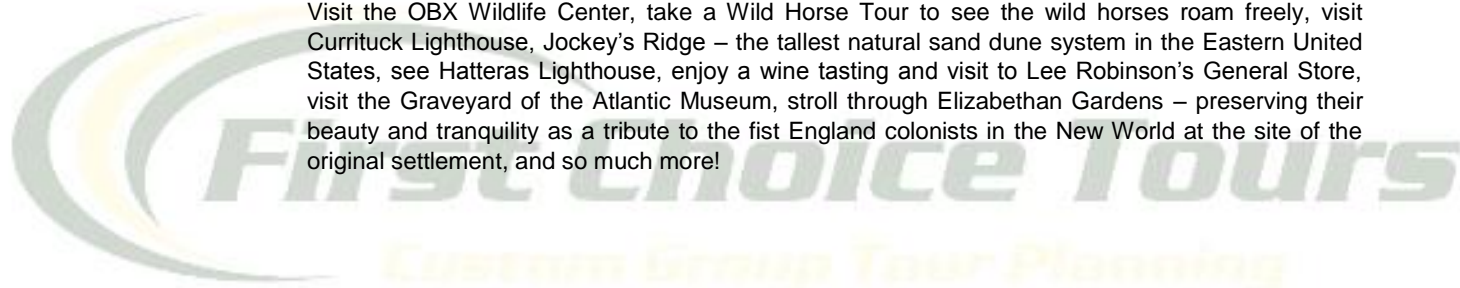 Visit the OBX Wildlife Center, take a Wild Horse Tour to see the wild horses roam freely, visit
Currituck Lighthouse, Jockey’s Ridge – the tallest natural sand dune system in the Eastern United
States, see Hatteras Lighthouse, enjoy a wine tasting and visit to Lee Robinson’s General Store,
visit the Graveyard of the Atlantic Museum, stroll through Elizabethan Gardens – preserving their
beauty and tranquility as a tribute to the fist England colonists in the New World at the site of the
original settlement, and so much more!
First Choice Tours
Custom Group Tour Planning